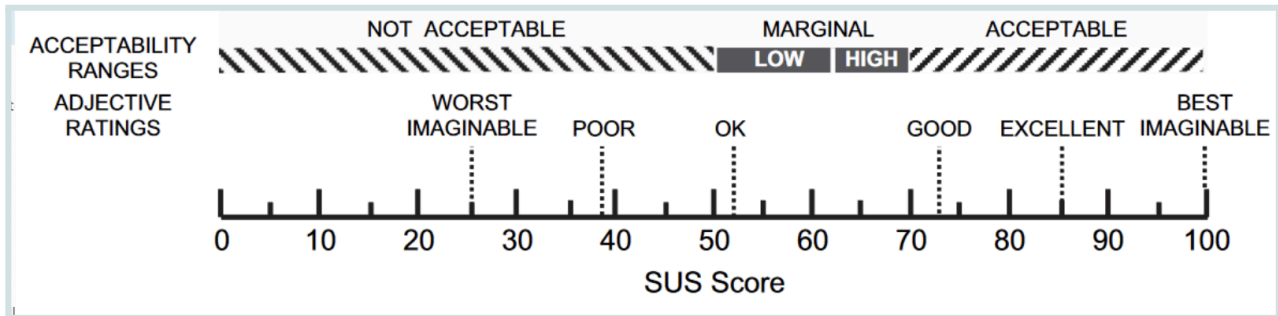 NOT ACCEPTABLE MARGINAL ACCEPTABLE
ACCEPTABILITY
RANGES
LOW HIGH
ADJECTIVE
RATINGS
WORST
IMAGINABLE
POOR
OK
GOOD
EXCELLENT
BEST
IMAGINABLE
0 10 20 30 40 50 60 70 80 90 100
SUS Score